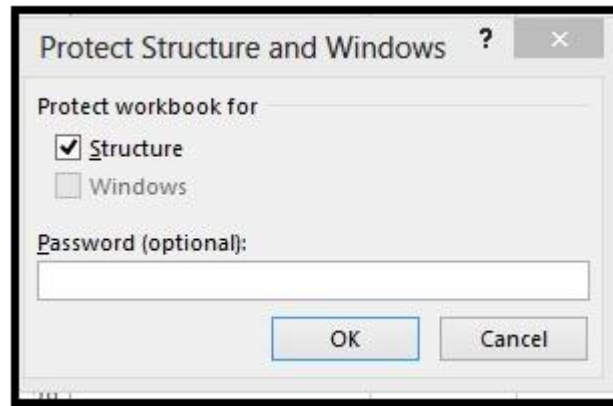 Protect Structure and Windows ? ×
Protect workbook for
Structure
Windows
Password (optional):
OK Cancel